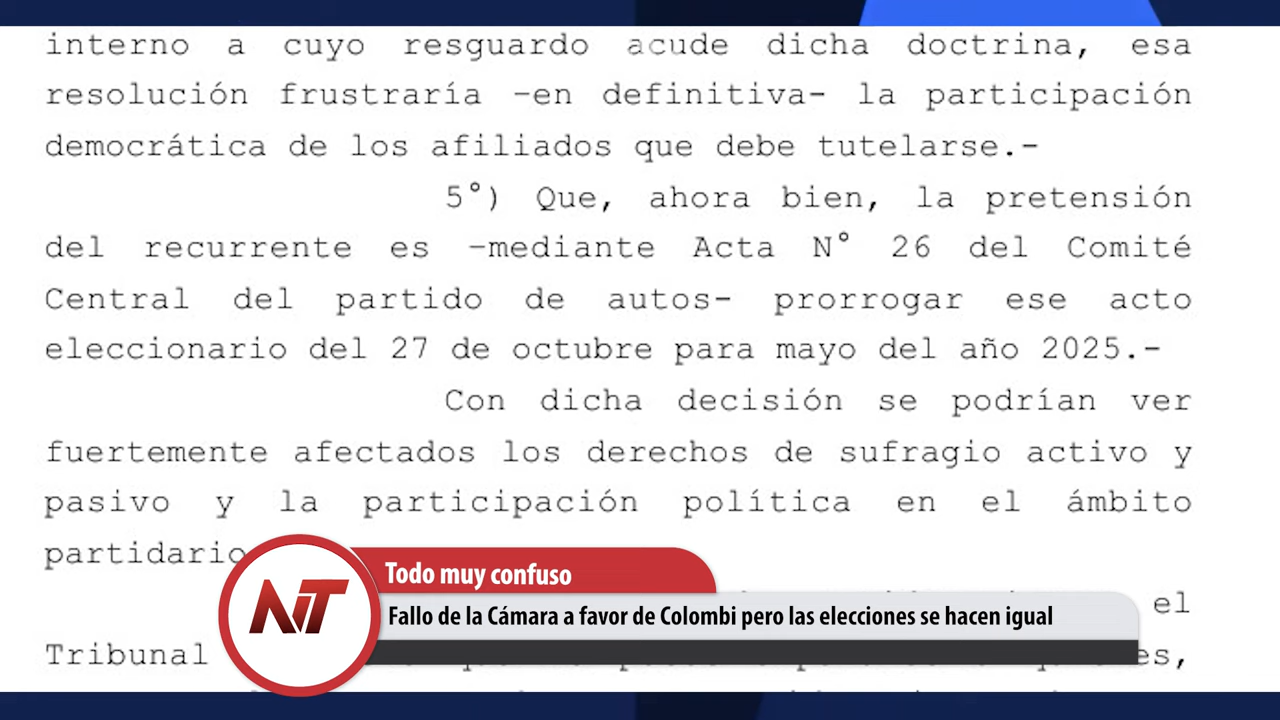 interno a cuyo resguardo acude dicha doctrina, esa
resolución frustraría –en definitiva- la participación
democrática de los afiliados que debe tutelarse.-
5°) Que, ahora bien, la pretensión
del recurrente es –mediante Acta N° 26 del Comité
Central del partido de autos- prorrogar ese acto
eleccionario del 27 de octubre para mayo del año 2025.-
Con dicha decisión se podrían ver
fuertemente afectados los derechos de sufragio activo y
pasivo y la participación política en el ámbito
partidario
el
Tribunal
NT
Todo muy confuso
Fallo de la Cámara a favor de Colombi pero las elecciones se hacen igual